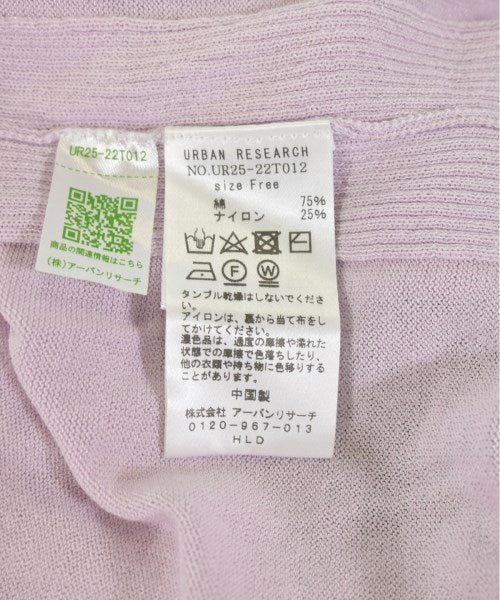 UR25-22T012
商品の関連情報はこちら
(株)アーバンリサーチ
URBAN RESEARCH
NO.UR25-22T012
size Free
綿 75%
ナイロン 25%
F
W
タンブル乾燥はしないでくださ
い。
アイロンは、裏から当て布をし
てかけてください。
濃色品は、過度の摩擦や濡れた
状態での摩擦で色落ちしたり、
他の衣類や持ち物に色移りする
ことがあります。
中国製
株式会社 アーバンリサーチ
0120-967-013
HLD